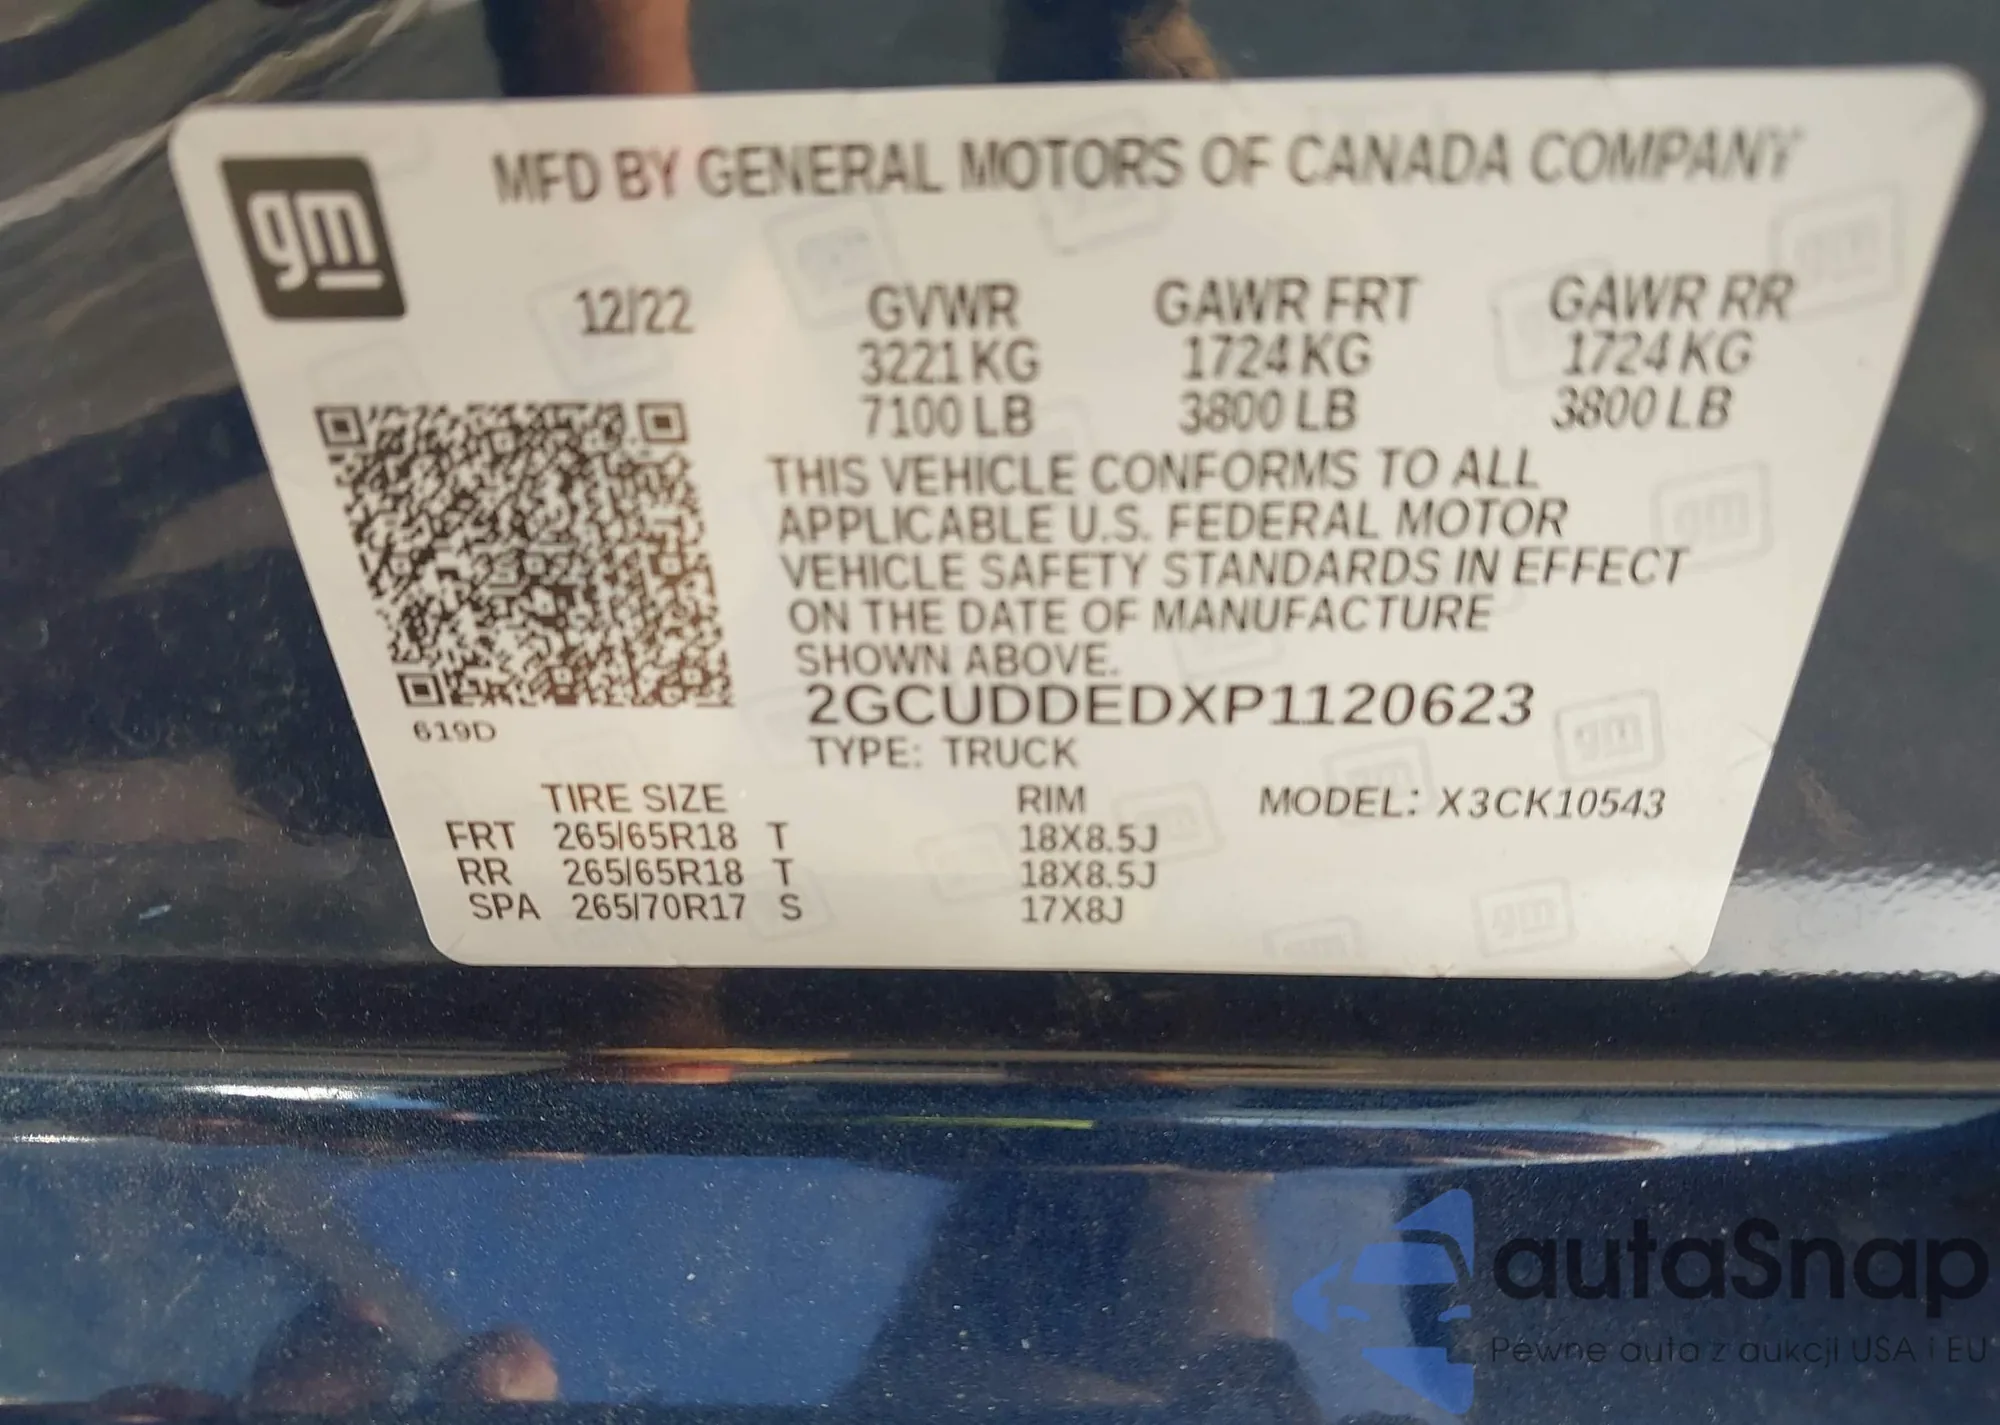 gm
MFD BY GENERAL MOTORS OF CANADA COMPANY
12/22 GVWR GAWR FRT GAWR RR
3221 KG 1724 KG 1724 KG
7100 LB 3800 LB 3800 LB
THIS VEHICLE CONFORMS TO ALL
APPLICABLE U.S. FEDERAL MOTOR
VEHICLE SAFETY STANDARDS IN EFFECT
ON THE DATE OF MANUFACTURE
SHOWN ABOVE.
2GCUDDEDXP1120623
619D
TYPE: TRUCK
TIRE SIZE RIM MODEL: X3CK10543
FRT 265/65R18 T 18X8.5J
RR 265/65R18 T 18X8.5J
SPA 265/70R17 S 17X8J
autaSnap
Pewne auta z aukcji USA i EU